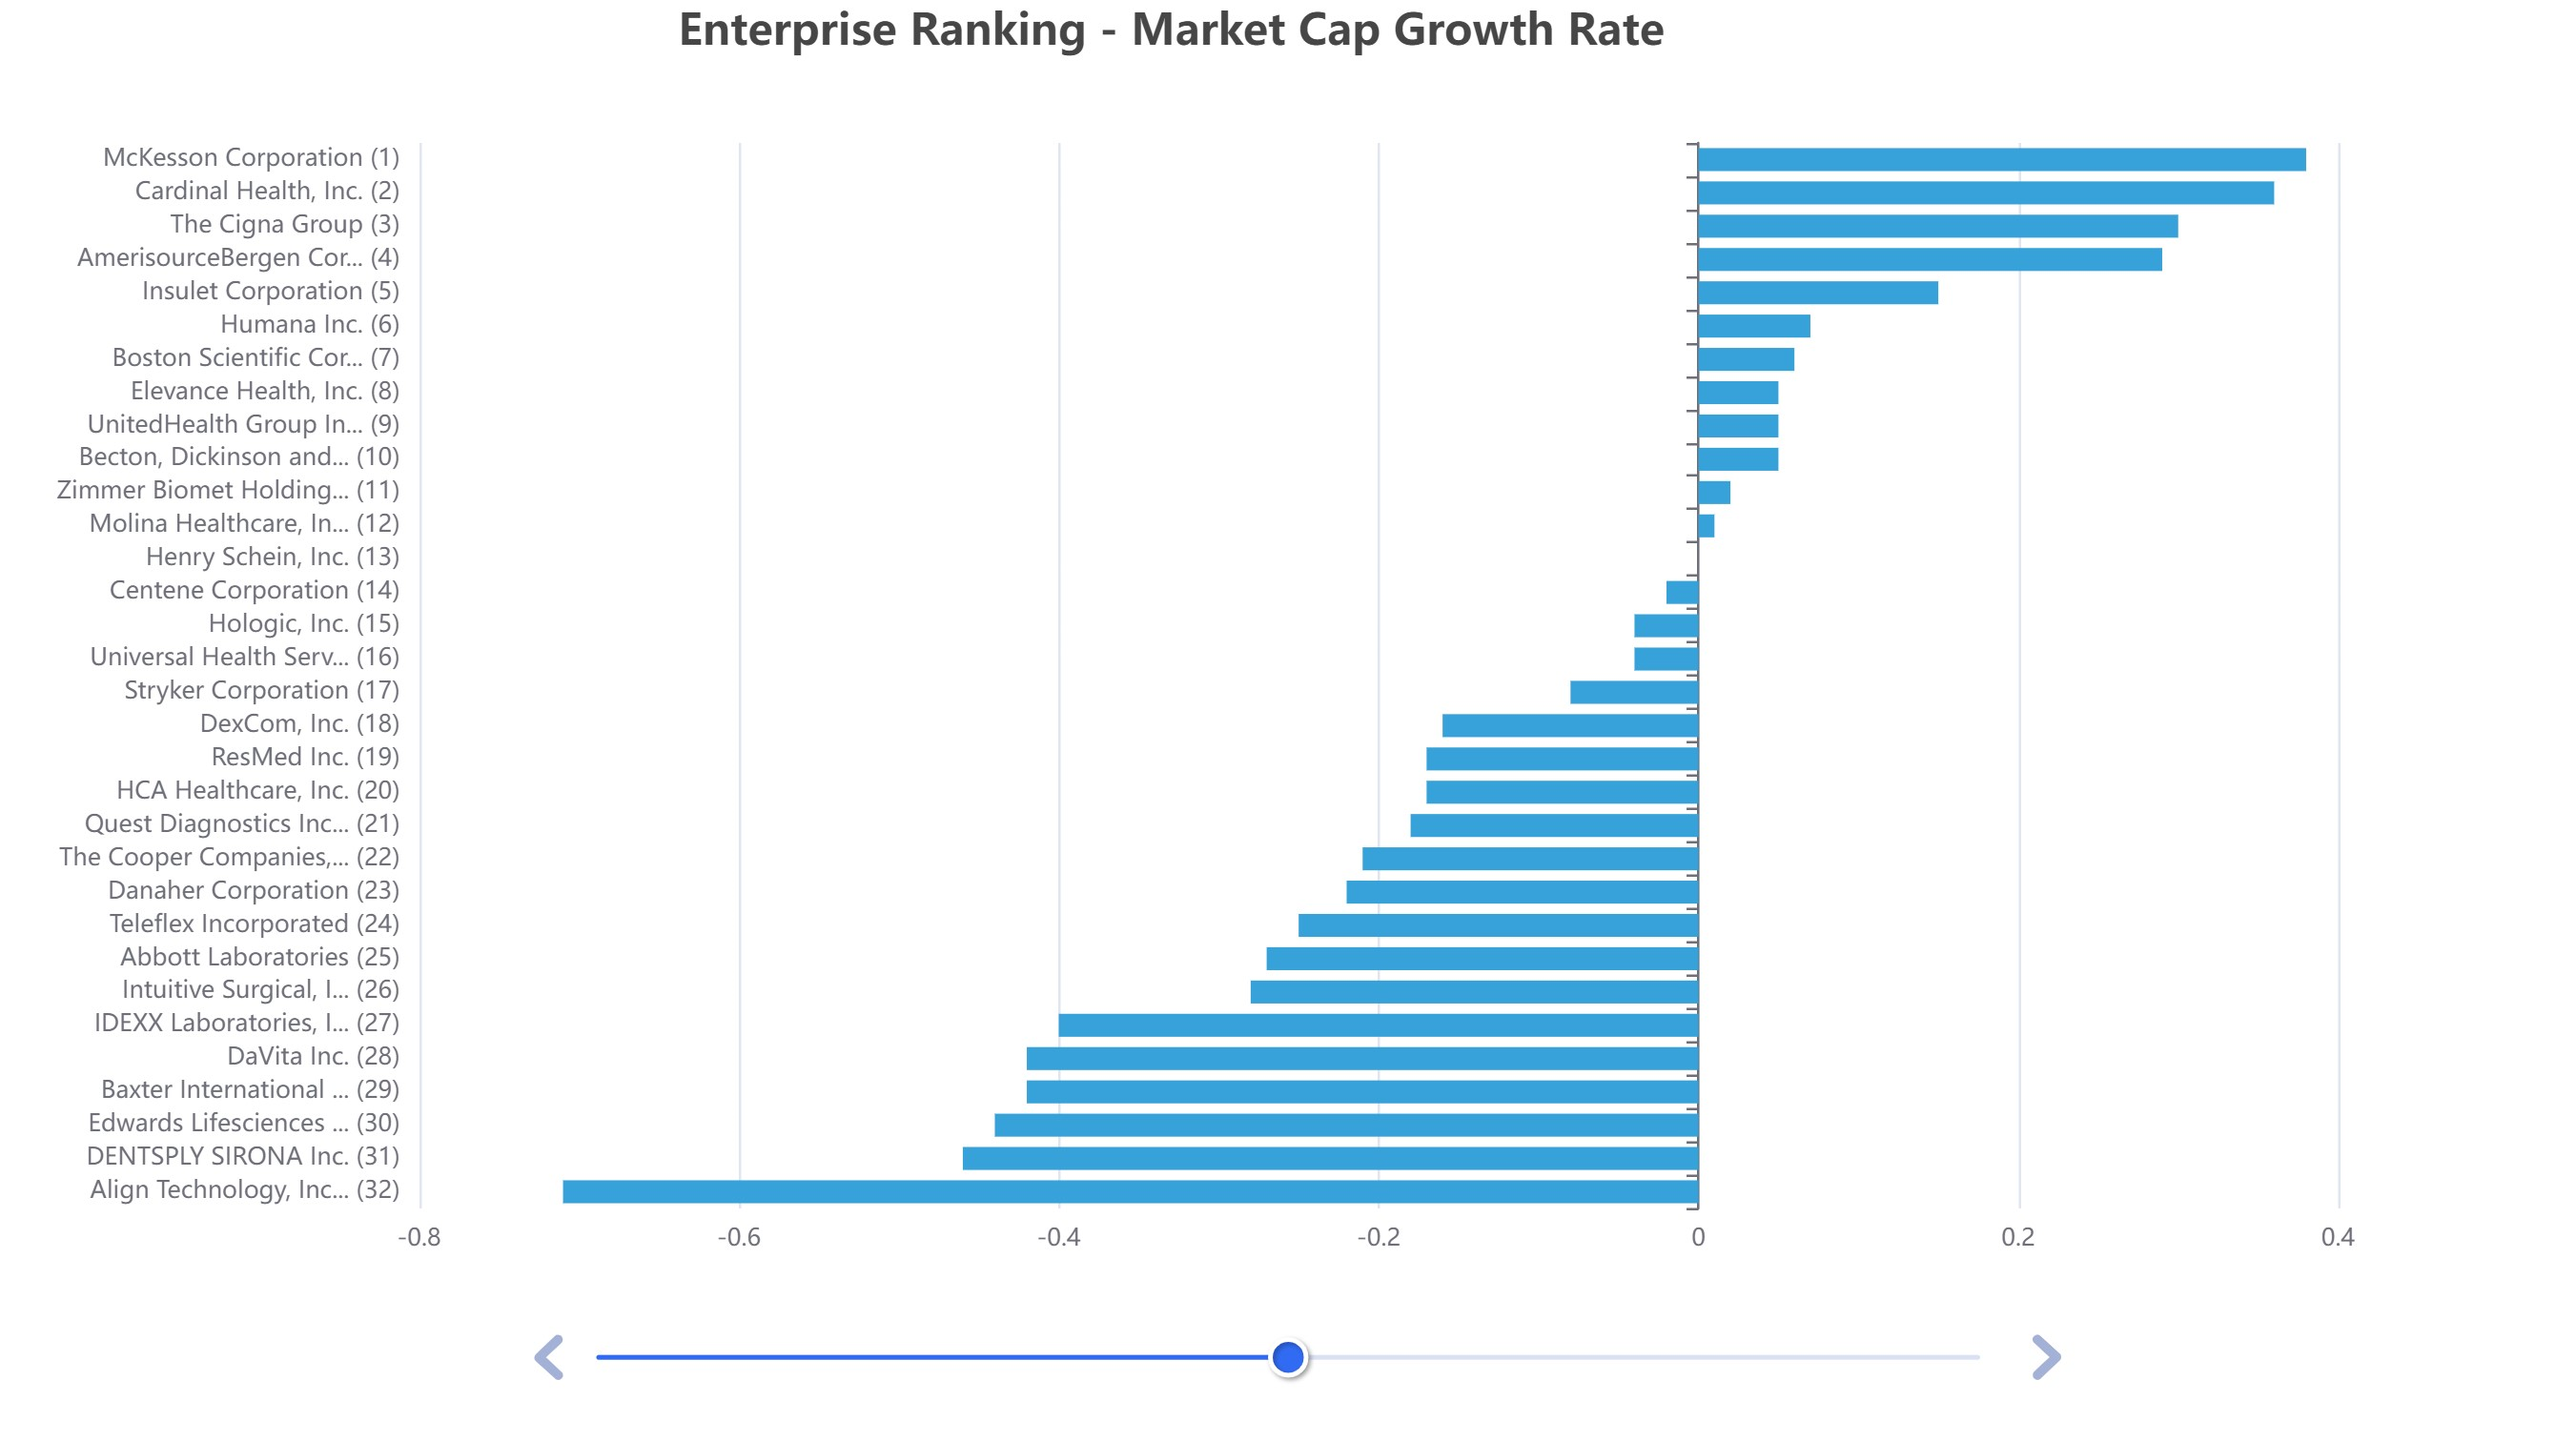 Enterprise Ranking - Market Cap Growth Rate
McKesson Corporation (1)
Cardinal Health, Inc. (2)
The Cigna Group (3)
AmerisourceBergen Cor... (4)
Insulet Corporation (5)
Humana Inc. (6)
Boston Scientific Cor... (7)
Elevance Health, Inc. (8)
UnitedHealth Group In... (9)
Becton, Dickinson and... (10)
Zimmer Biomet Holding... (11)
Molina Healthcare, In... (12)
Henry Schein, Inc. (13)
Centene Corporation (14)
Hologic, Inc. (15)
Universal Health Serv... (16)
Stryker Corporation (17)
DexCom, Inc. (18)
ResMed Inc. (19)
HCA Healthcare, Inc. (20)
Quest Diagnostics Inc... (21)
The Cooper Companies,... (22)
Danaher Corporation (23)
Teleflex Incorporated (24)
Abbott Laboratories (25)
Intuitive Surgical, I... (26)
IDEXX Laboratories, I... (27)
DaVita Inc. (28)
Baxter International ... (29)
Edwards Lifesciences ... (30)
DENTSPLY SIRONA Inc. (31)
Align Technology, Inc... (32)
-0.8 -0.6 -0.4 -0.2 0 0.2 0.4